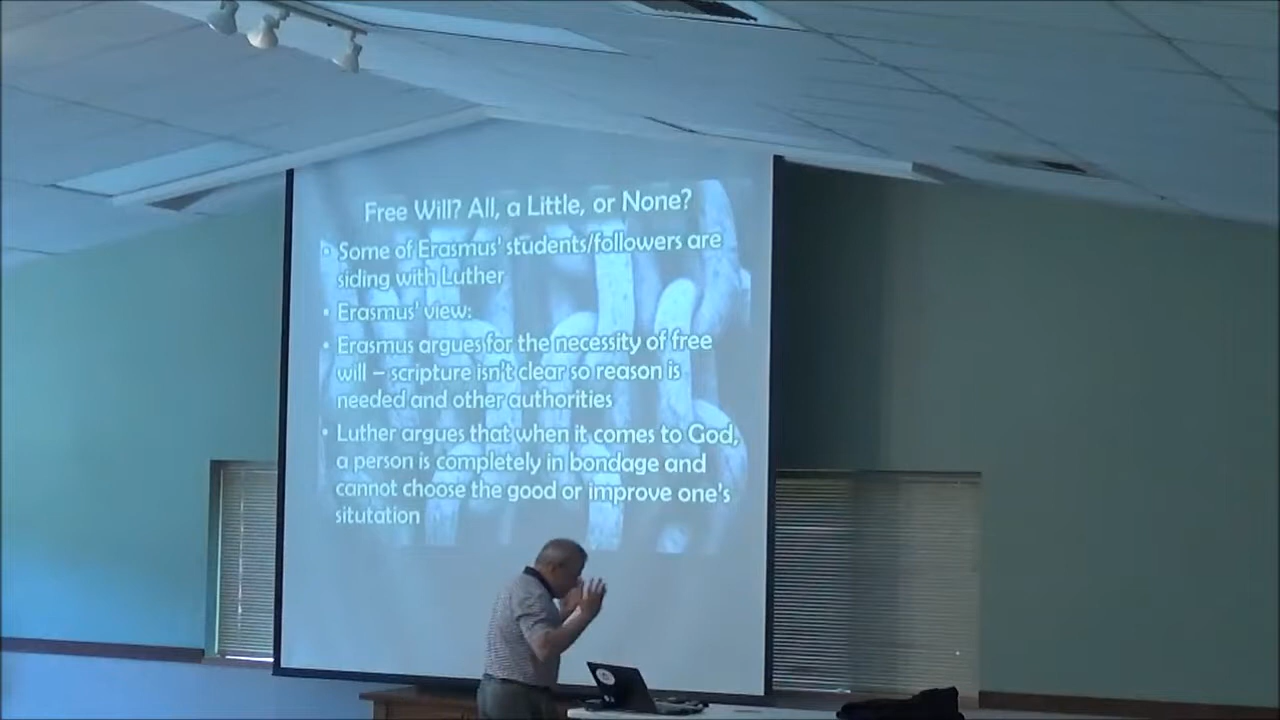 Free Will? All, a Little, or None?
• Some of Erasmus' students/followers are
siding with Luther
• Erasmus' view:
• Erasmus argues for the necessity of free
will – scripture isn't clear so reason is
needed and other authorities
• Luther argues that when it comes to God,
a person is completely in bondage and
cannot choose the good or improve one's
situtation